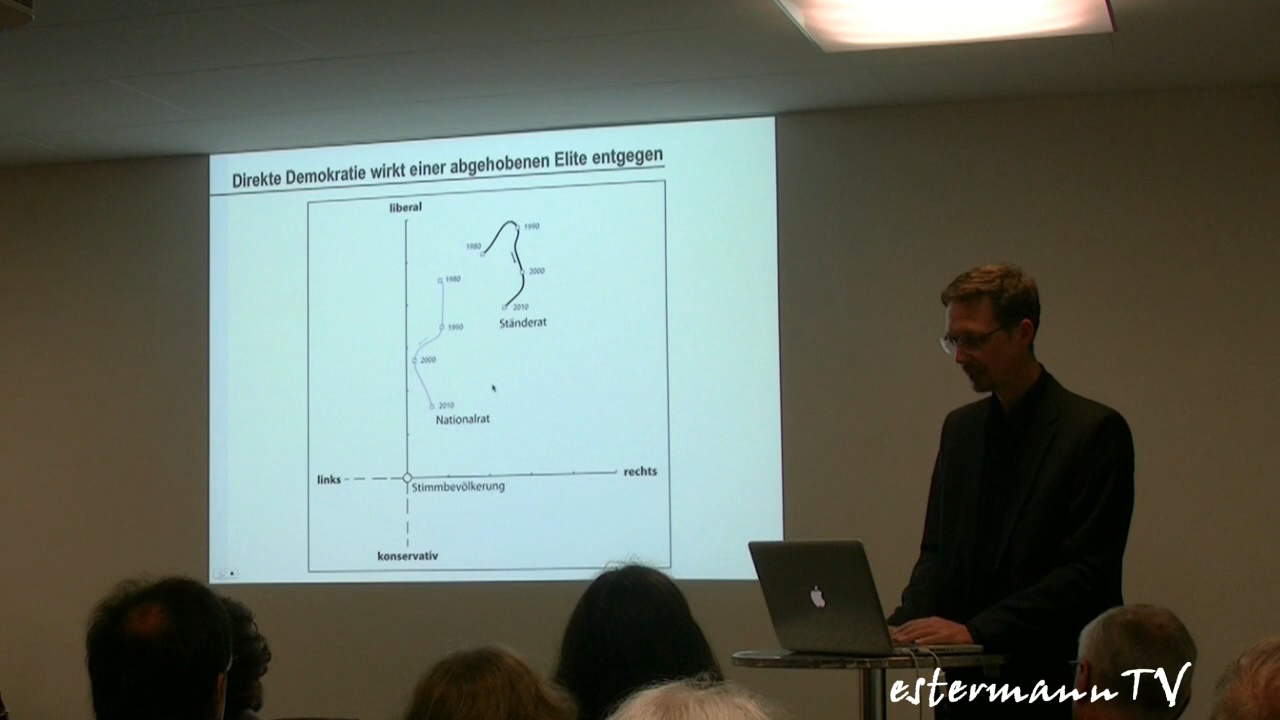 Direkte Demokratie wirkt einer abgehobenen Elite entgegen
liberal
1980
1990
2000
2010
Ständerat
1980
1990
2000
2010
Nationalrat
links
rechts
Stimmbevölkerung
konservativ
estermannTV